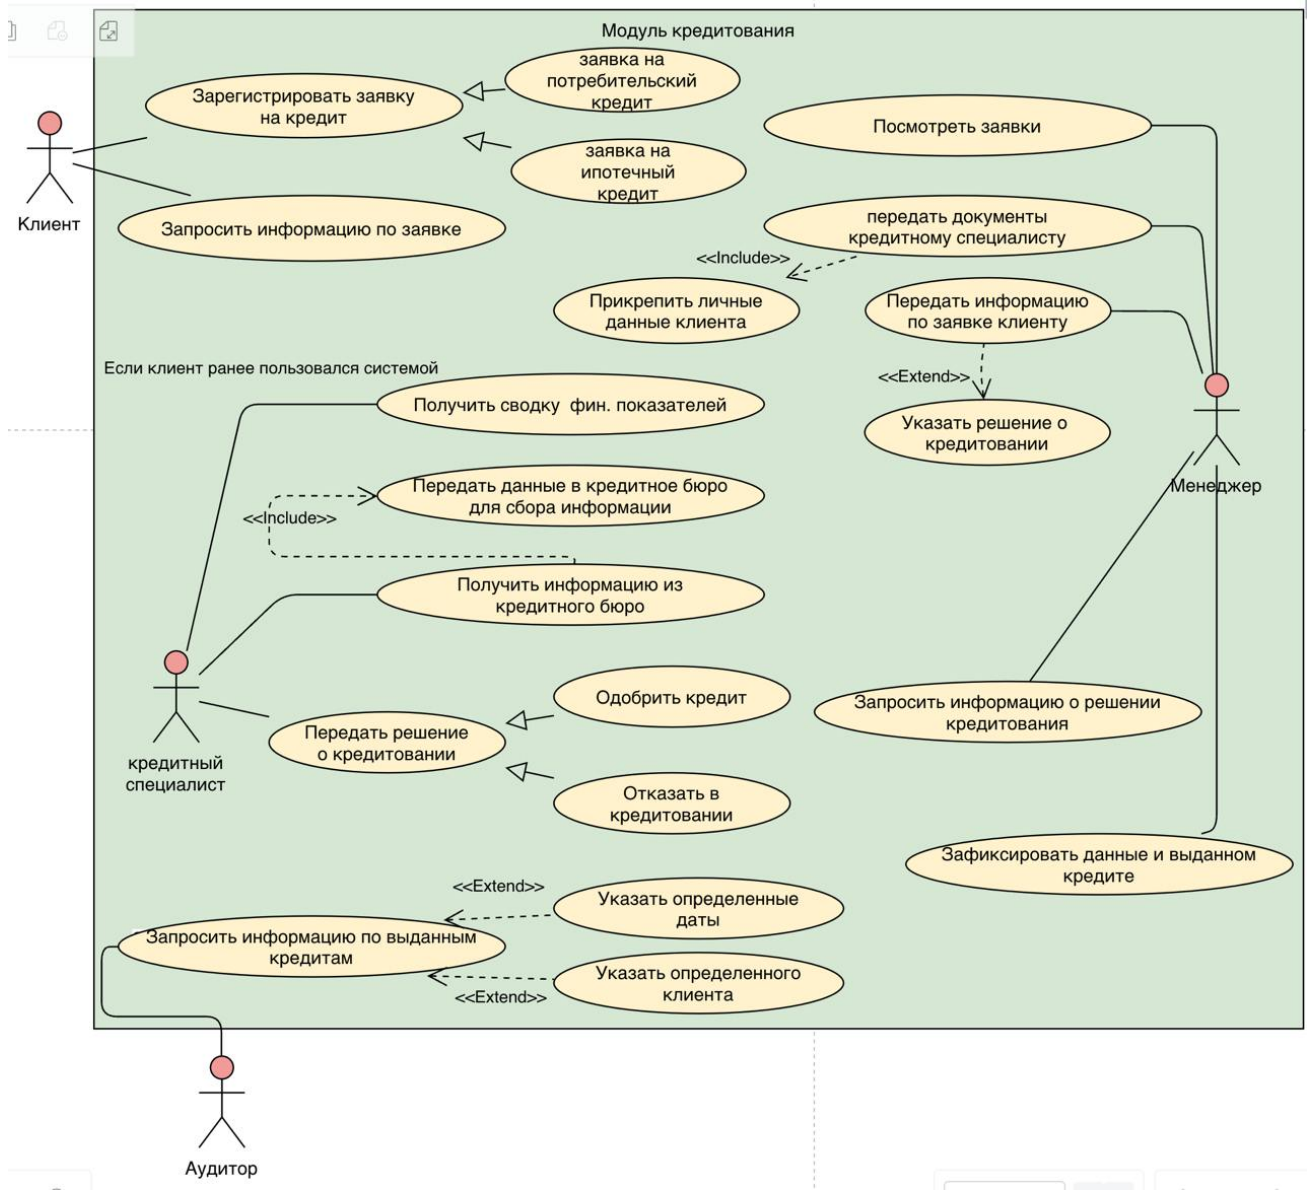 Модуль кредитования
заявка на
потребительский
кредит
Зарегистрировать заявку
на кредит
Посмотреть заявки
заявка на
ипотечный
кредит
Клиент
Запросить информацию по заявке
передать документы
кредитному специалисту
<<Include>>
Прикрепить личные
данные клиента
Передать информацию
по заявке клиенту
Если клиент ранее пользовался системой
<<Extend>>
Получить сводку фин. показателей
Указать решение о
кредитовании
Передать данные в кредитное бюро
для сбора информации
Менеджер
<<Include>>
Получить информацию из
кредитного бюро
Одобрить кредит
Запросить информацию о решении
кредитования
Передать решение
о кредитовании
кредитный
специалист
Отказать в
кредитовании
Зафиксировать данные и выданном
кредите
<<Extend>>
Указать определенные
даты
Запросить информацию по выданным
кредитам
Указать определенного
клиента
<<Extend>>
Аудитор